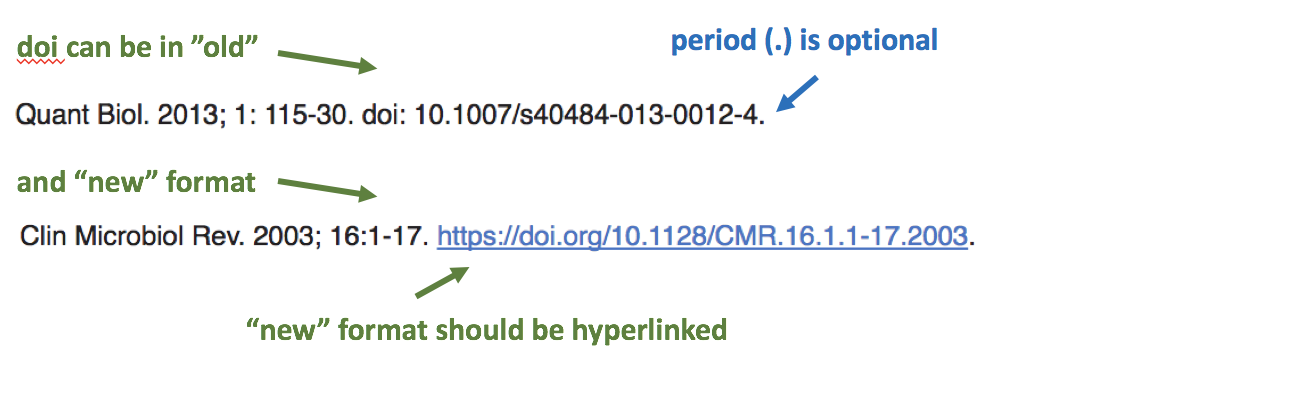 doi can be in ”old”
period (.) is optional
Quant Biol. 2013; 1: 115-30. doi: 10.1007/s40484-013-0012-4.
and “new” format
Clin Microbiol Rev. 2003; 16:1-17. https://doi.org/10.1128/CMR.16.1.1-17.2003.
“new” format should be hyperlinked